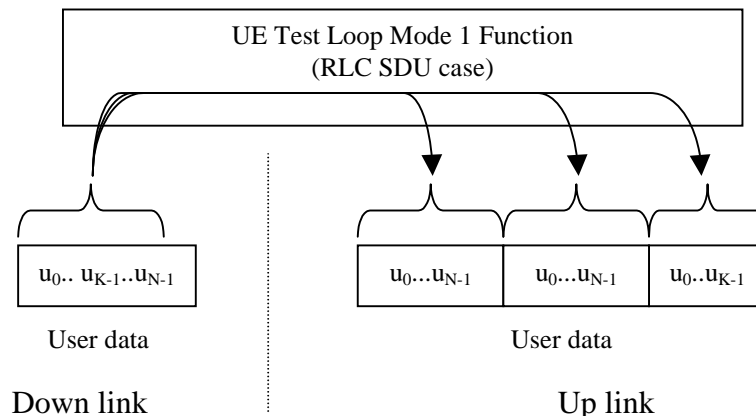 UE Test Loop Mode 1 Function
(RLC SDU case)
u0.. uK-1..uN-1
u0...uN-1
u0...uN-1
u0..uK-1
User data
User data
Down link
Up link